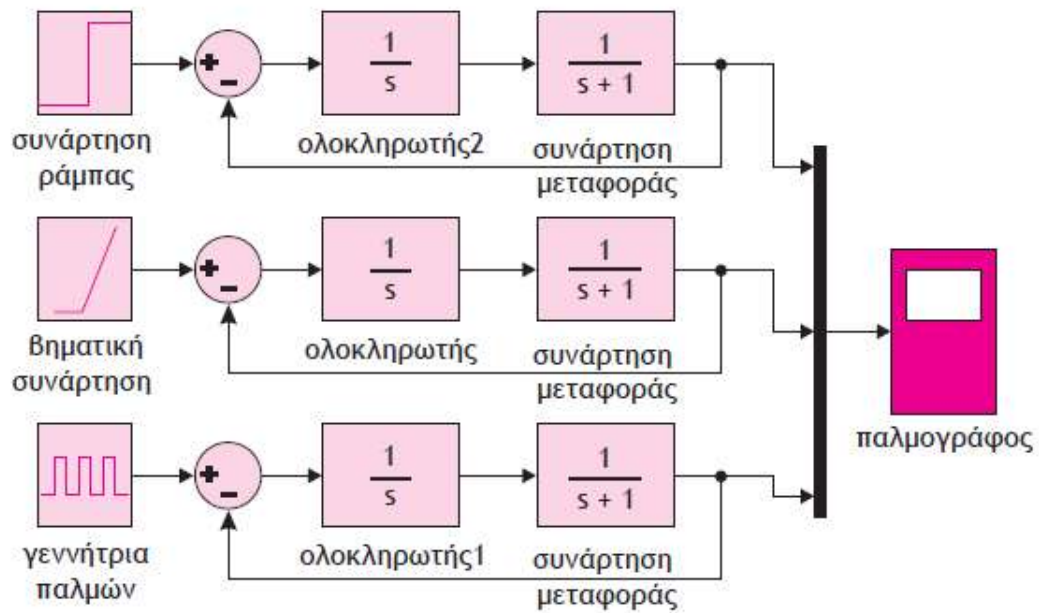 +
−
1
s
1
s + 1
συνάρτηση
ράμπας
ολοκληρωτής2
συνάρτηση
μεταφοράς
+
−
1
s
1
s + 1
βηματική
συνάρτηση
ολοκληρωτής
συνάρτηση
μεταφοράς
παλμογράφος
+
−
1
s
1
s + 1
γεννήτρια
παλμών
ολοκληρωτής1
συνάρτηση
μεταφοράς